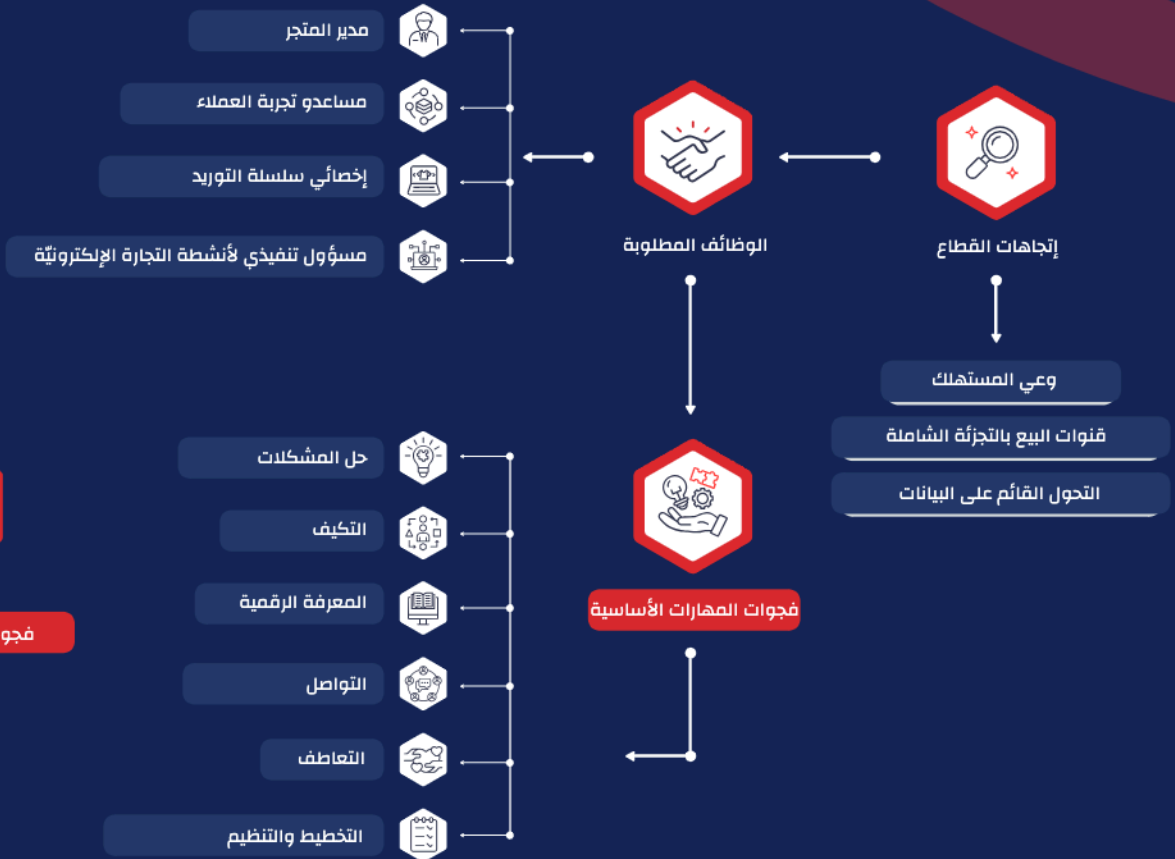 إتجاهات القطاع
وعي المستهلك
قنوات البيع بالتجزئة الشاملة
التحول القائم على البيانات
الوظائف المطلوبة
مدير المتجر
مساعدو تجربة العملاء
إخصائي سلسلة التوريد
مسؤول تنفيذي لأنشطة التجارة الإلكترونيّة
فجوات المهارات الأساسية
حل المشكلات
التكيف
المعرفة الرقمية
التواصل
التعاطف
التخطيط والتنظيم